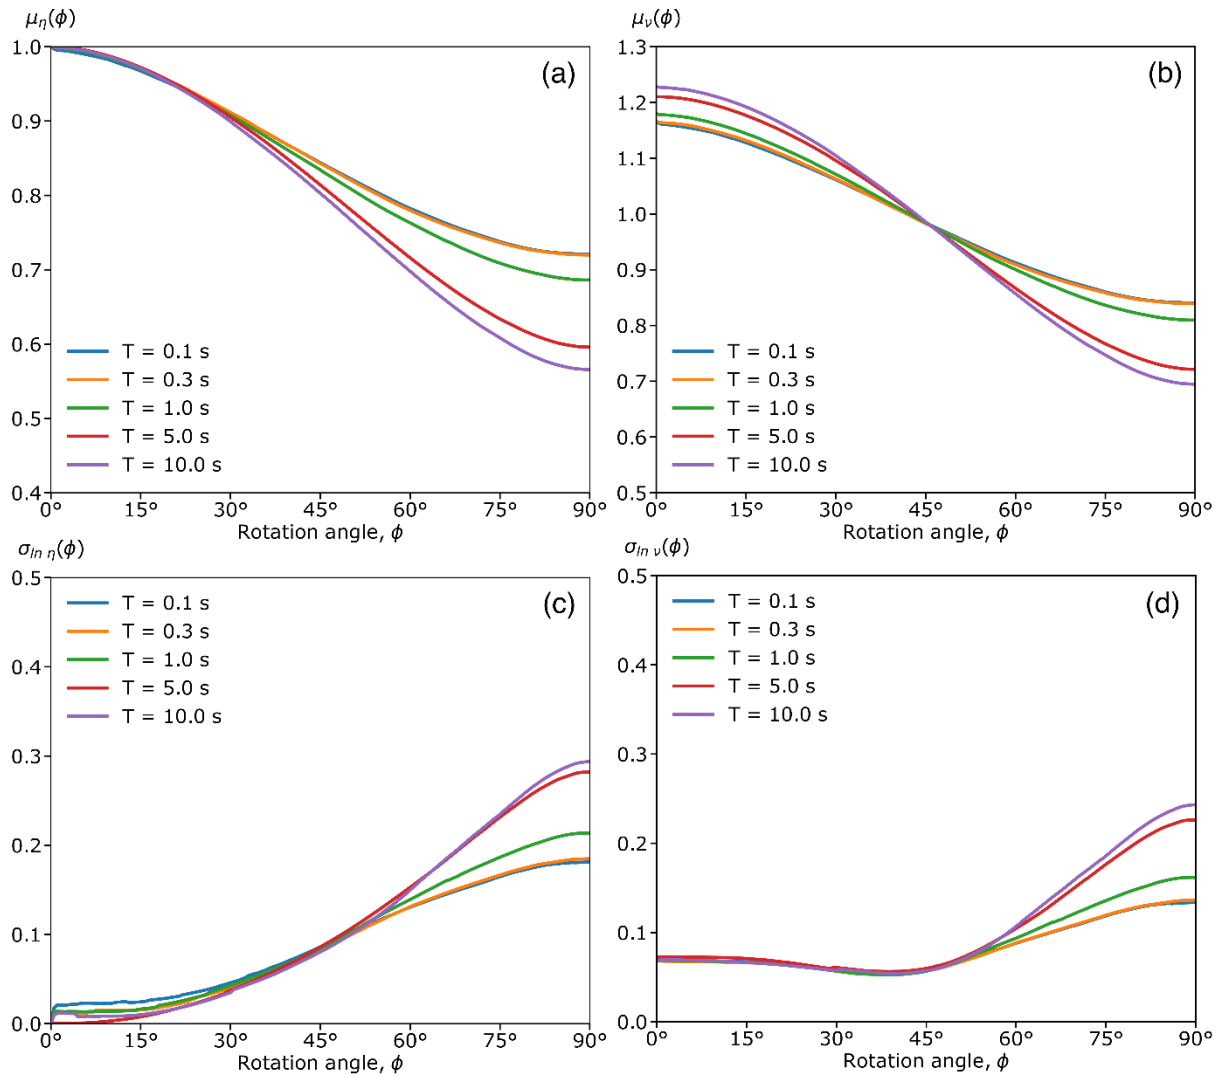 μη(ϕ)
(a)
1.0
0.9
0.8
0.7
0.6
0.5
0.4
T = 0.1 s
T = 0.3 s
T = 1.0 s
T = 5.0 s
T = 10.0 s
0° 15° 30° 45° 60° 75° 90°
Rotation angle, ϕ
μν(ϕ)
(b)
1.3
1.2
1.1
1.0
0.9
0.8
0.7
0.6
0.5
T = 0.1 s
T = 0.3 s
T = 1.0 s
T = 5.0 s
T = 10.0 s
0° 15° 30° 45° 60° 75° 90°
Rotation angle, ϕ
σln η(ϕ)
(c)
0.5
0.4
0.3
0.2
0.1
0.0
T = 0.1 s
T = 0.3 s
T = 1.0 s
T = 5.0 s
T = 10.0 s
0° 15° 30° 45° 60° 75° 90°
Rotation angle, ϕ
σln ν(ϕ)
(d)
0.5
0.4
0.3
0.2
0.1
0.0
T = 0.1 s
T = 0.3 s
T = 1.0 s
T = 5.0 s
T = 10.0 s
0° 15° 30° 45° 60° 75° 90°
Rotation angle, ϕ